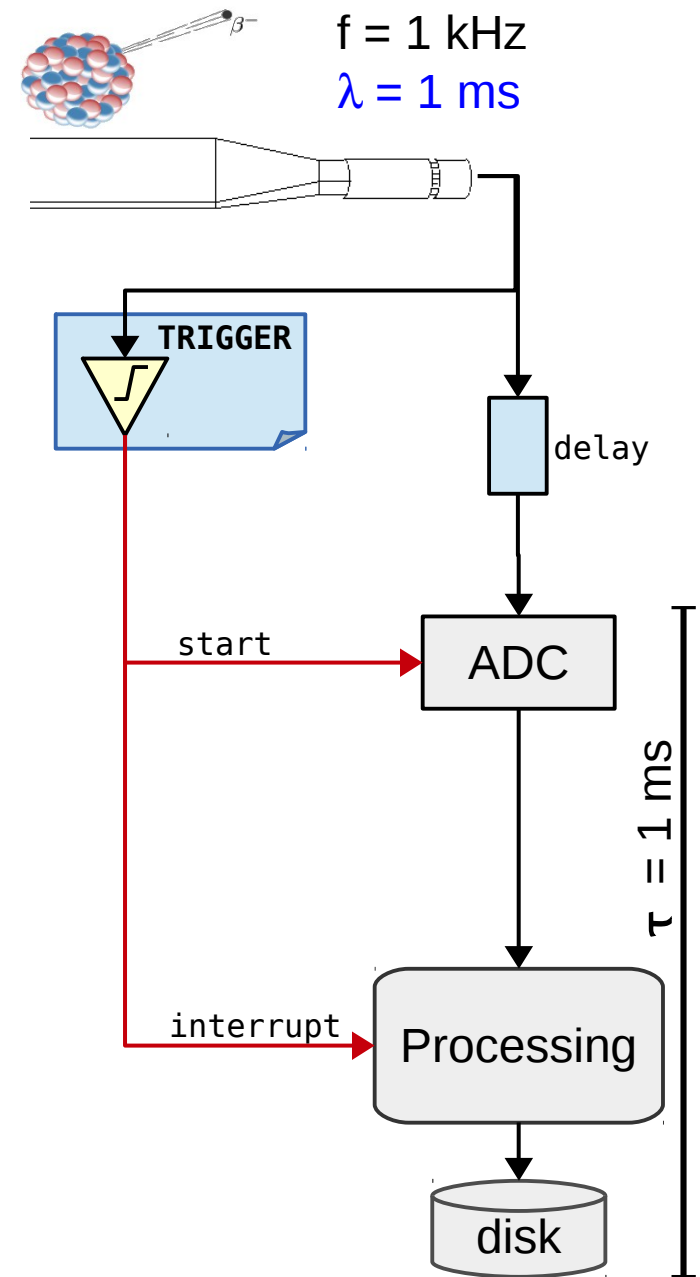 β⁻
f = 1 kHz
λ = 1 ms
TRIGGER
delay
start
ADC
τ = 1 ms
interrupt
Processing
disk